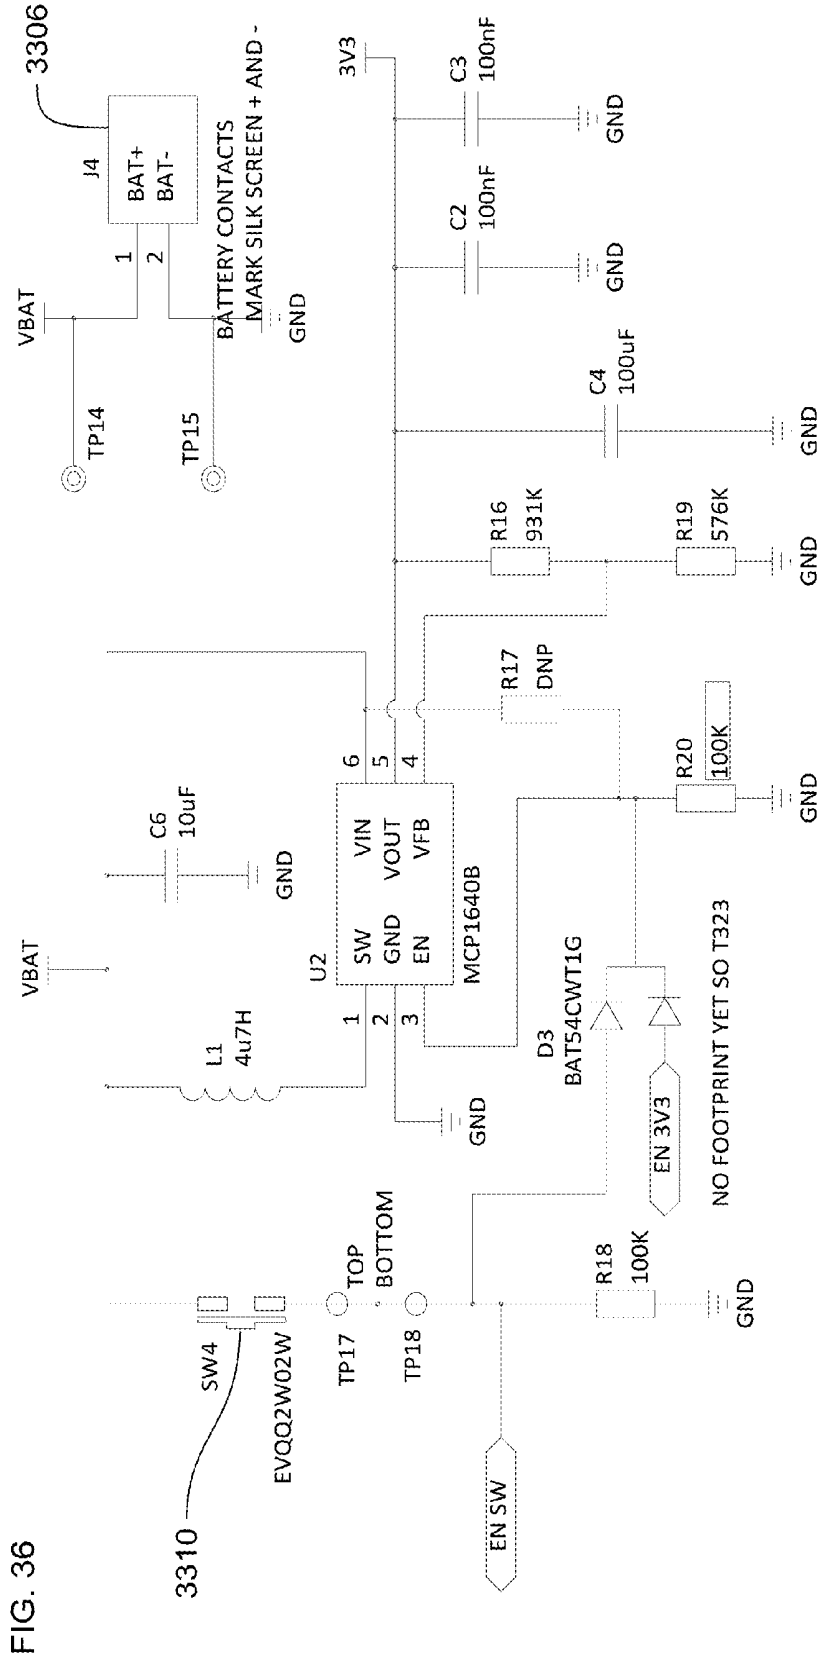 FIG. 36
3310
SW4
EVQQ2W02W
TP17
TOP
BOTTOM
TP18
EN SW
R18
100K
GND
L1
4u7H
VBAT
C6
10uF
GND
U2
1
2
3
SW
GND
EN
VIN
VOUT
VFB
6
5
4
MCP1640B
GND
D3
BAT54CWT1G
EN 3V3
NO FOOTPRINT YET SO T323
R17
DNP
R20
100K
GND
R16
931K
R19
576K
GND
C4
100uF
GND
C2
100nF
GND
C3
100nF
GND
3V3
TP14
TP15
VBAT
GND
1
2
J4
BAT+
BAT-
BATTERY CONTACTS
MARK SILK SCREEN + AND -
3306